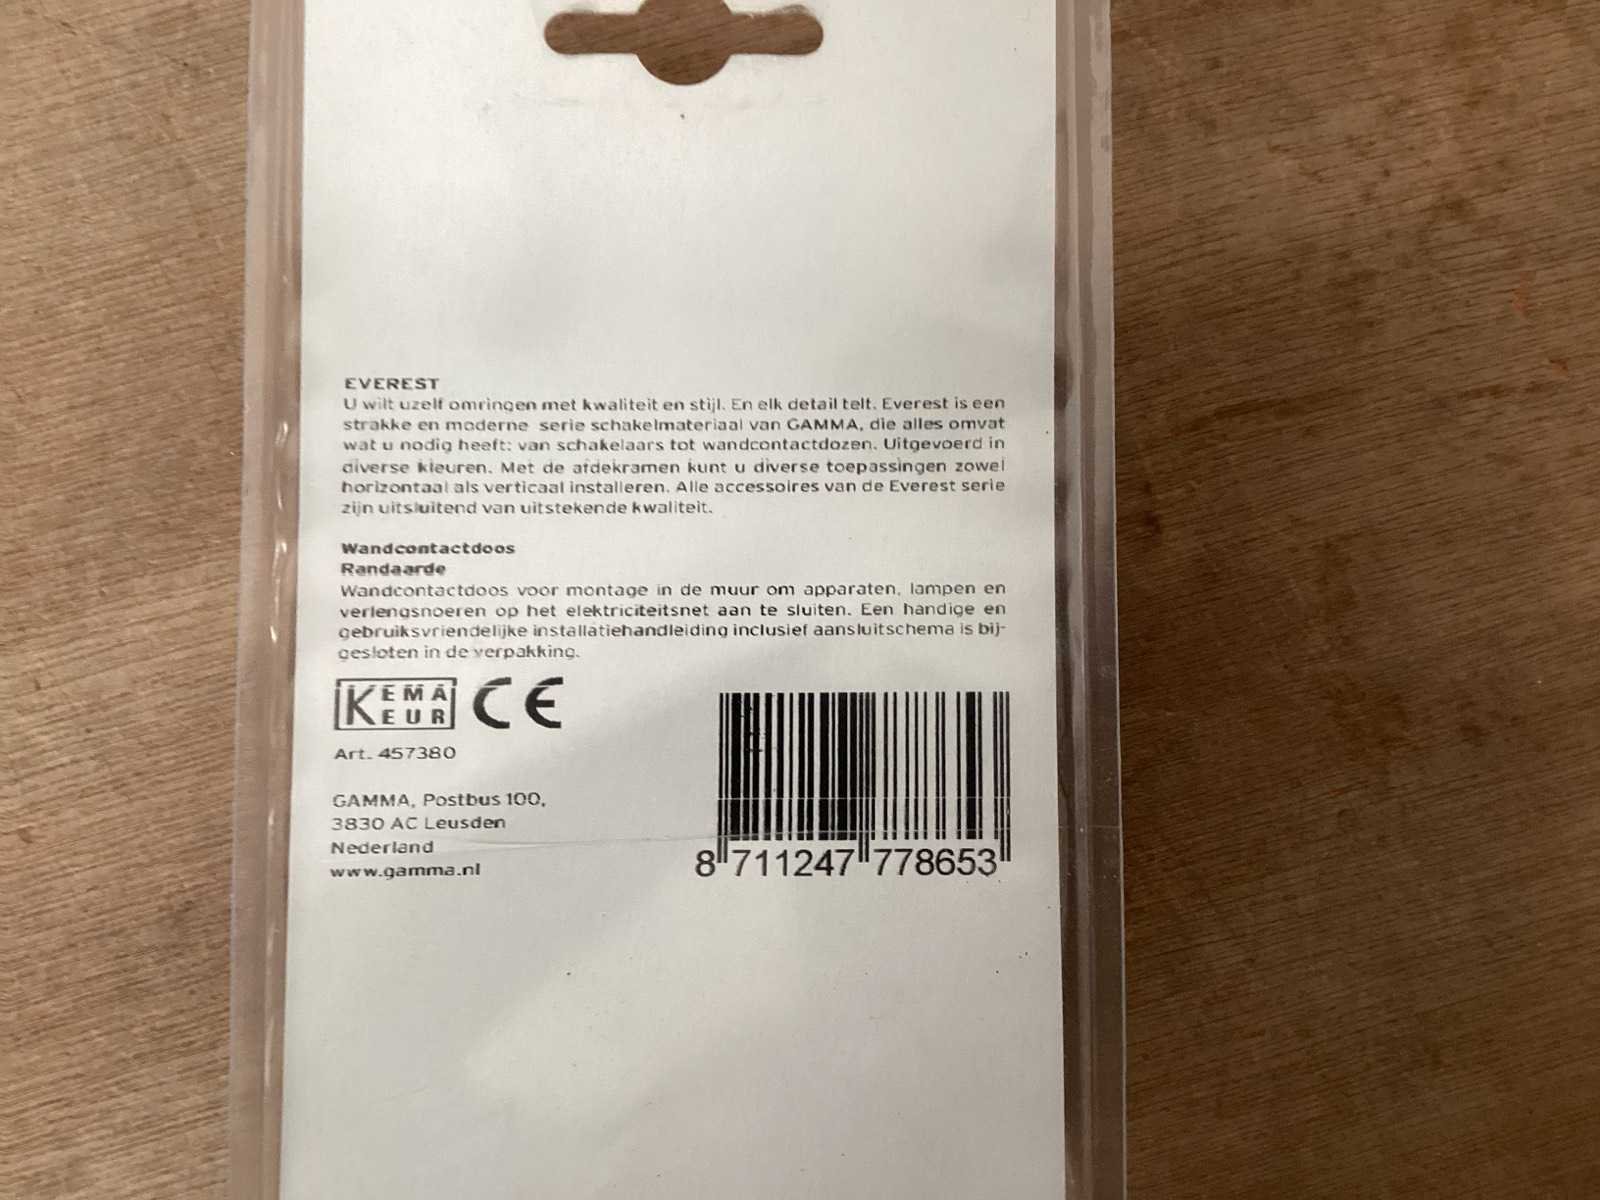 EVEREST
U wilt uzelf omringen met kwaliteit en stijl. En elk detail telt. Everest is een
strakke en moderne serie schakelmateriaal van GAMMA, die alles omvat
wat u nodig heeft: van schakelaars tot wandcontactdozen. Uitgevoerd in
diverse kleuren. Met de afdekramen kunt u diverse toepassingen zowel
horizontaal als verticaal installeren. Alle accessoires van de Everest serie
zijn uitsluitend van uitstekende kwaliteit.
Wandcontactdoos
Randaarde
Wandcontactdoos voor montage in de muur om apparaten, lampen en
verlengsnoeren op het elektriciteitsnet aan te sluiten. Een handige en
gebruiksvriendelijke installatiehandleiding inclusief aansluitschema is bij-
gesloten in de verpakking.
KEMA
KEUR CE
Art. 457380
GAMMA, Postbus 100,
3830 AC Leusden
Nederland
www.gamma.nl
8 711247 778653